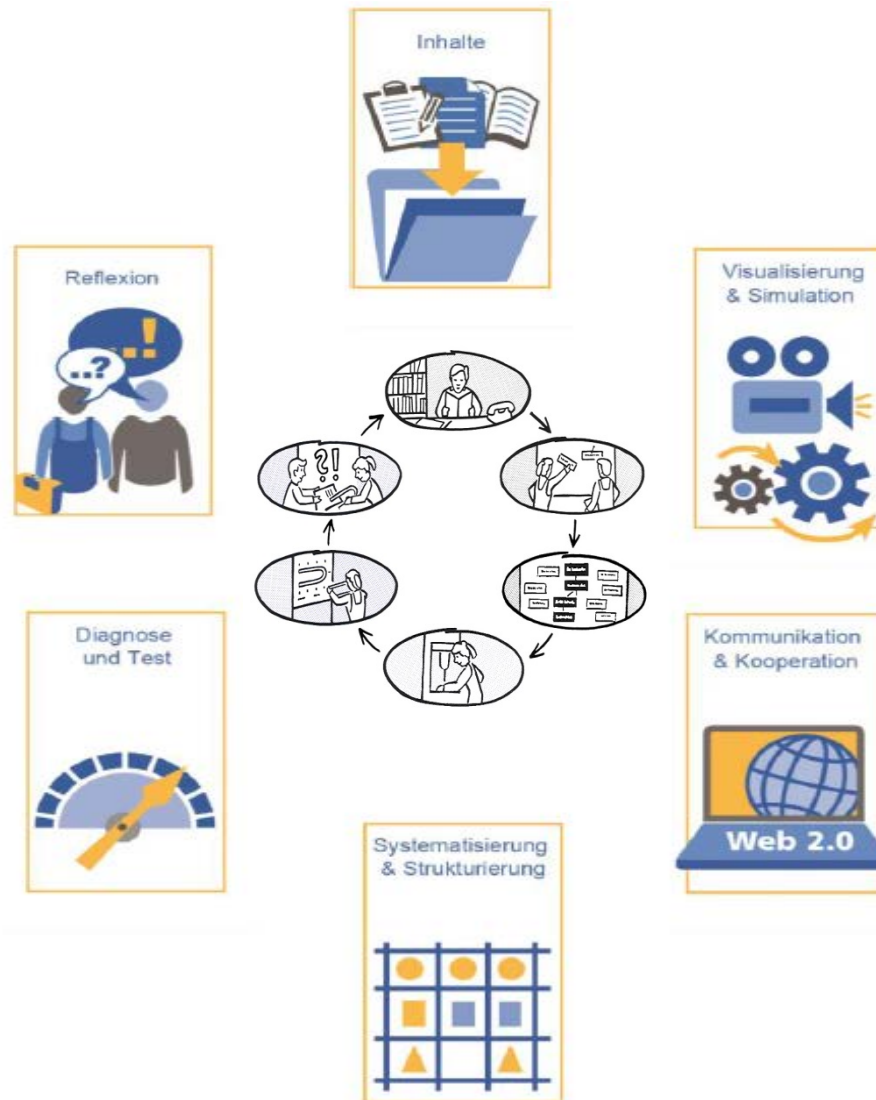 Inhalte
Visualisierung
& Simulation
Kommunikation
& Kooperation
Web 2.0
Systematisierung
& Strukturierung
Diagnose
und Test
Reflexion
..!
..?
?!